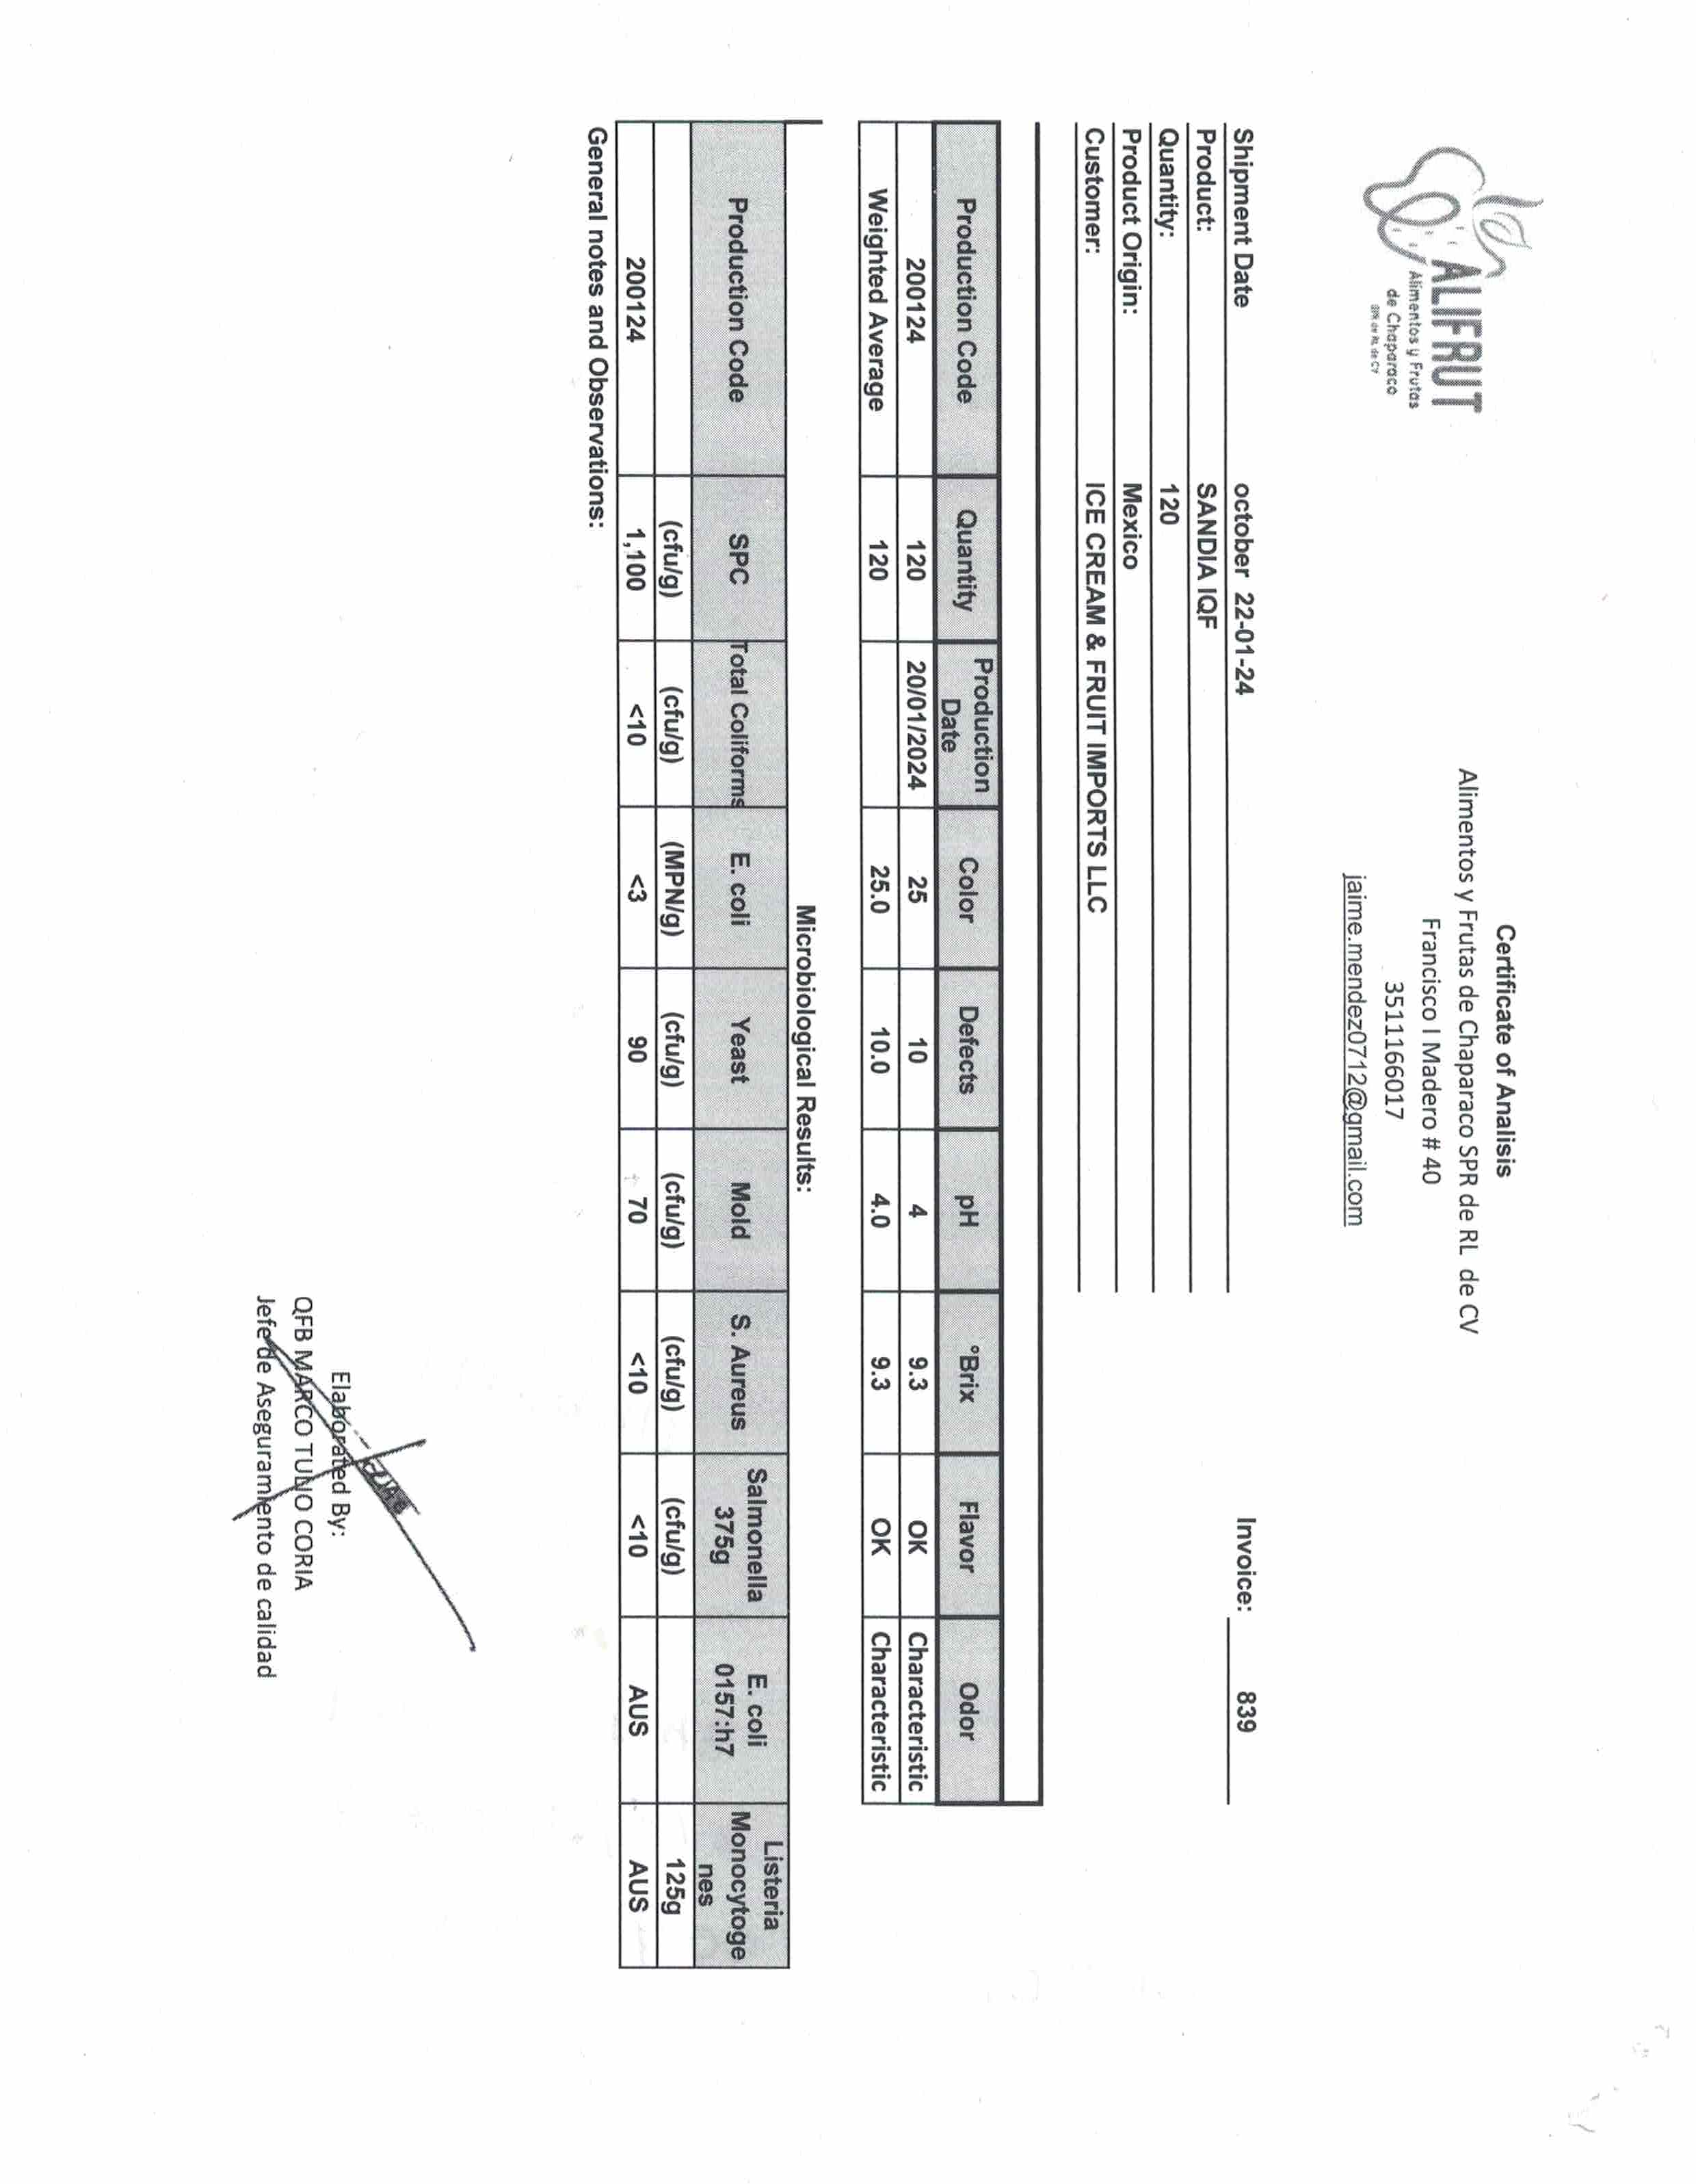 Certificate of Analisis
ALIFRUT
Alimentos y Frutas
de Chaparaco
SPR de RL de CV
Alimentos y Frutas de Chaparaco SPR de RL de CV
Francisco I Madero # 40
3511166017
jaime.mendez0712@gmail.com
Shipment Date october 22-01-24 Invoice: 839
Product: SANDIA IQF
Quantity: 120
Product Origin: Mexico
Customer: ICE CREAM & FRUIT IMPORTS LLC
Production Code Quantity Production Date Color Defects pH °Brix Flavor Odor
200124 120 20/01/2024 25 10 4 9.3 OK Characteristic
Weighted Average 120 25.0 10.0 4.0 9.3 OK Characteristic
Microbiological Results:
Production Code SPC Total Coliforms E. coli Yeast Mold S. Aureus Salmonella 375g E. coli 0157:h7 Listeria Monocytoge nes
(cfu/g) (cfu/g) (MPN/g) (cfu/g) (cfu/g) (cfu/g) (cfu/g) 125g
200124 1,100 <10 <3 90 70 <10 <10 AUS AUS
General notes and Observations:
Elaborated By:
QFB MARCO TULIO CORIA
Jefe de Aseguramiento de calidad